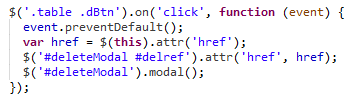 $('.table .dBtn').on('click', function (event) {
  event.preventDefault();
  var href = $(this).attr('href');
  $('#deleteModal #delref').attr('href', href);
  $('#deleteModal').modal();
});